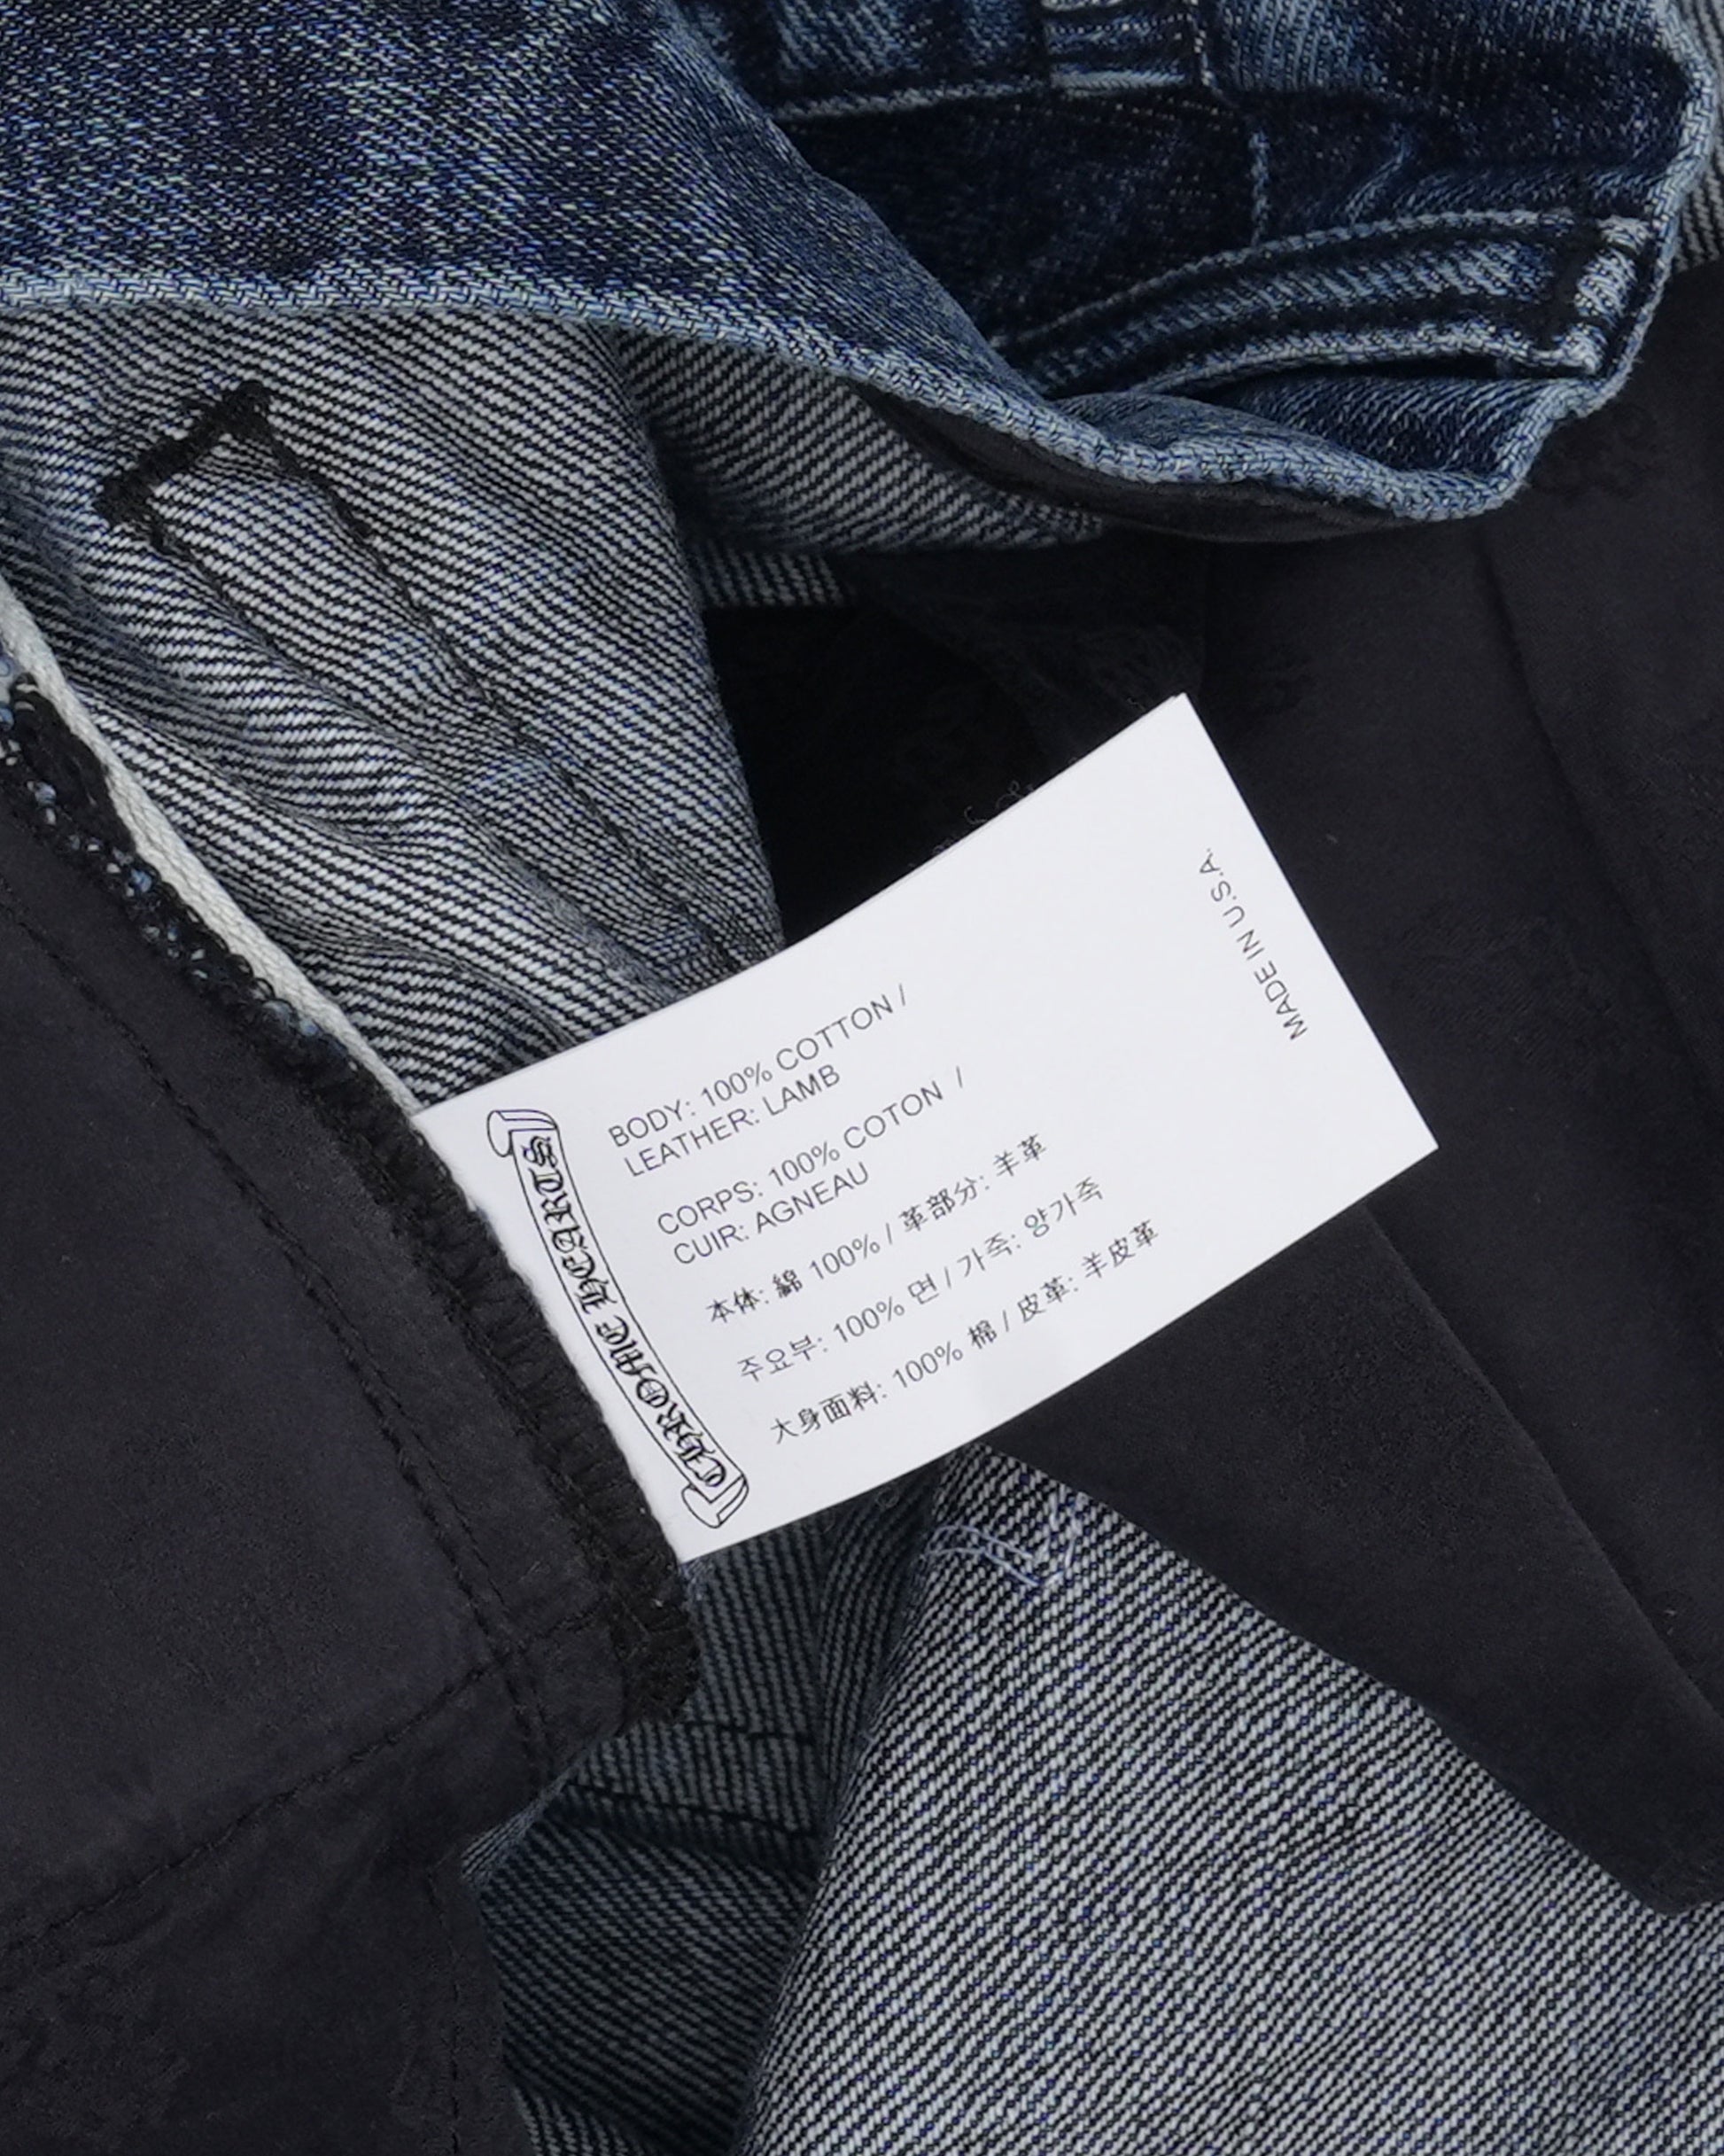 CHROME HEARTS
BODY: 100% COTTON /
LEATHER: LAMB
CORPS: 100% COTON /
CUIR: AGNEAU
本体: 綿 100% / 革部分: 羊革
주요부: 100% 면 / 가죽: 양가죽
大身面料: 100% 棉 / 皮革: 羊皮革
MADE IN U.S.A.